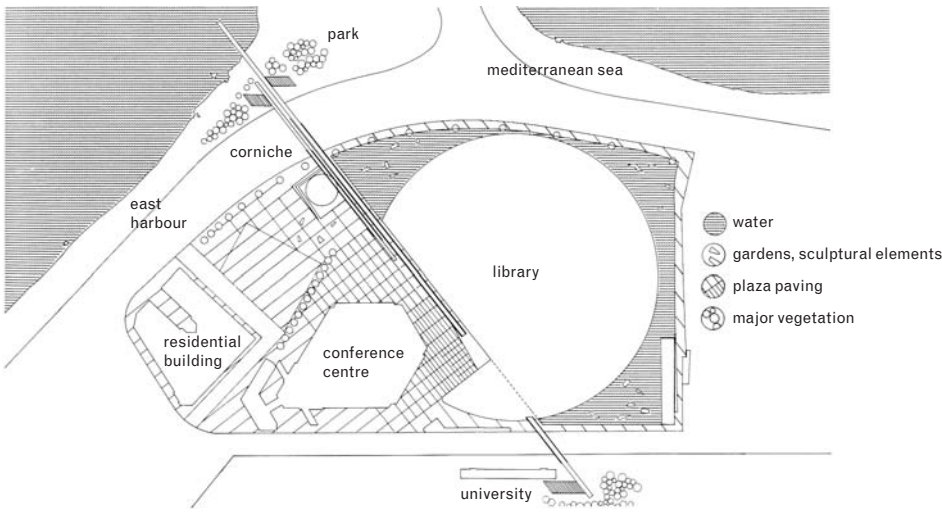 park
mediterranean sea
corniche
east
harbour
library
residential
building
conference
centre
university
water
gardens, sculptural elements
plaza paving
major vegetation